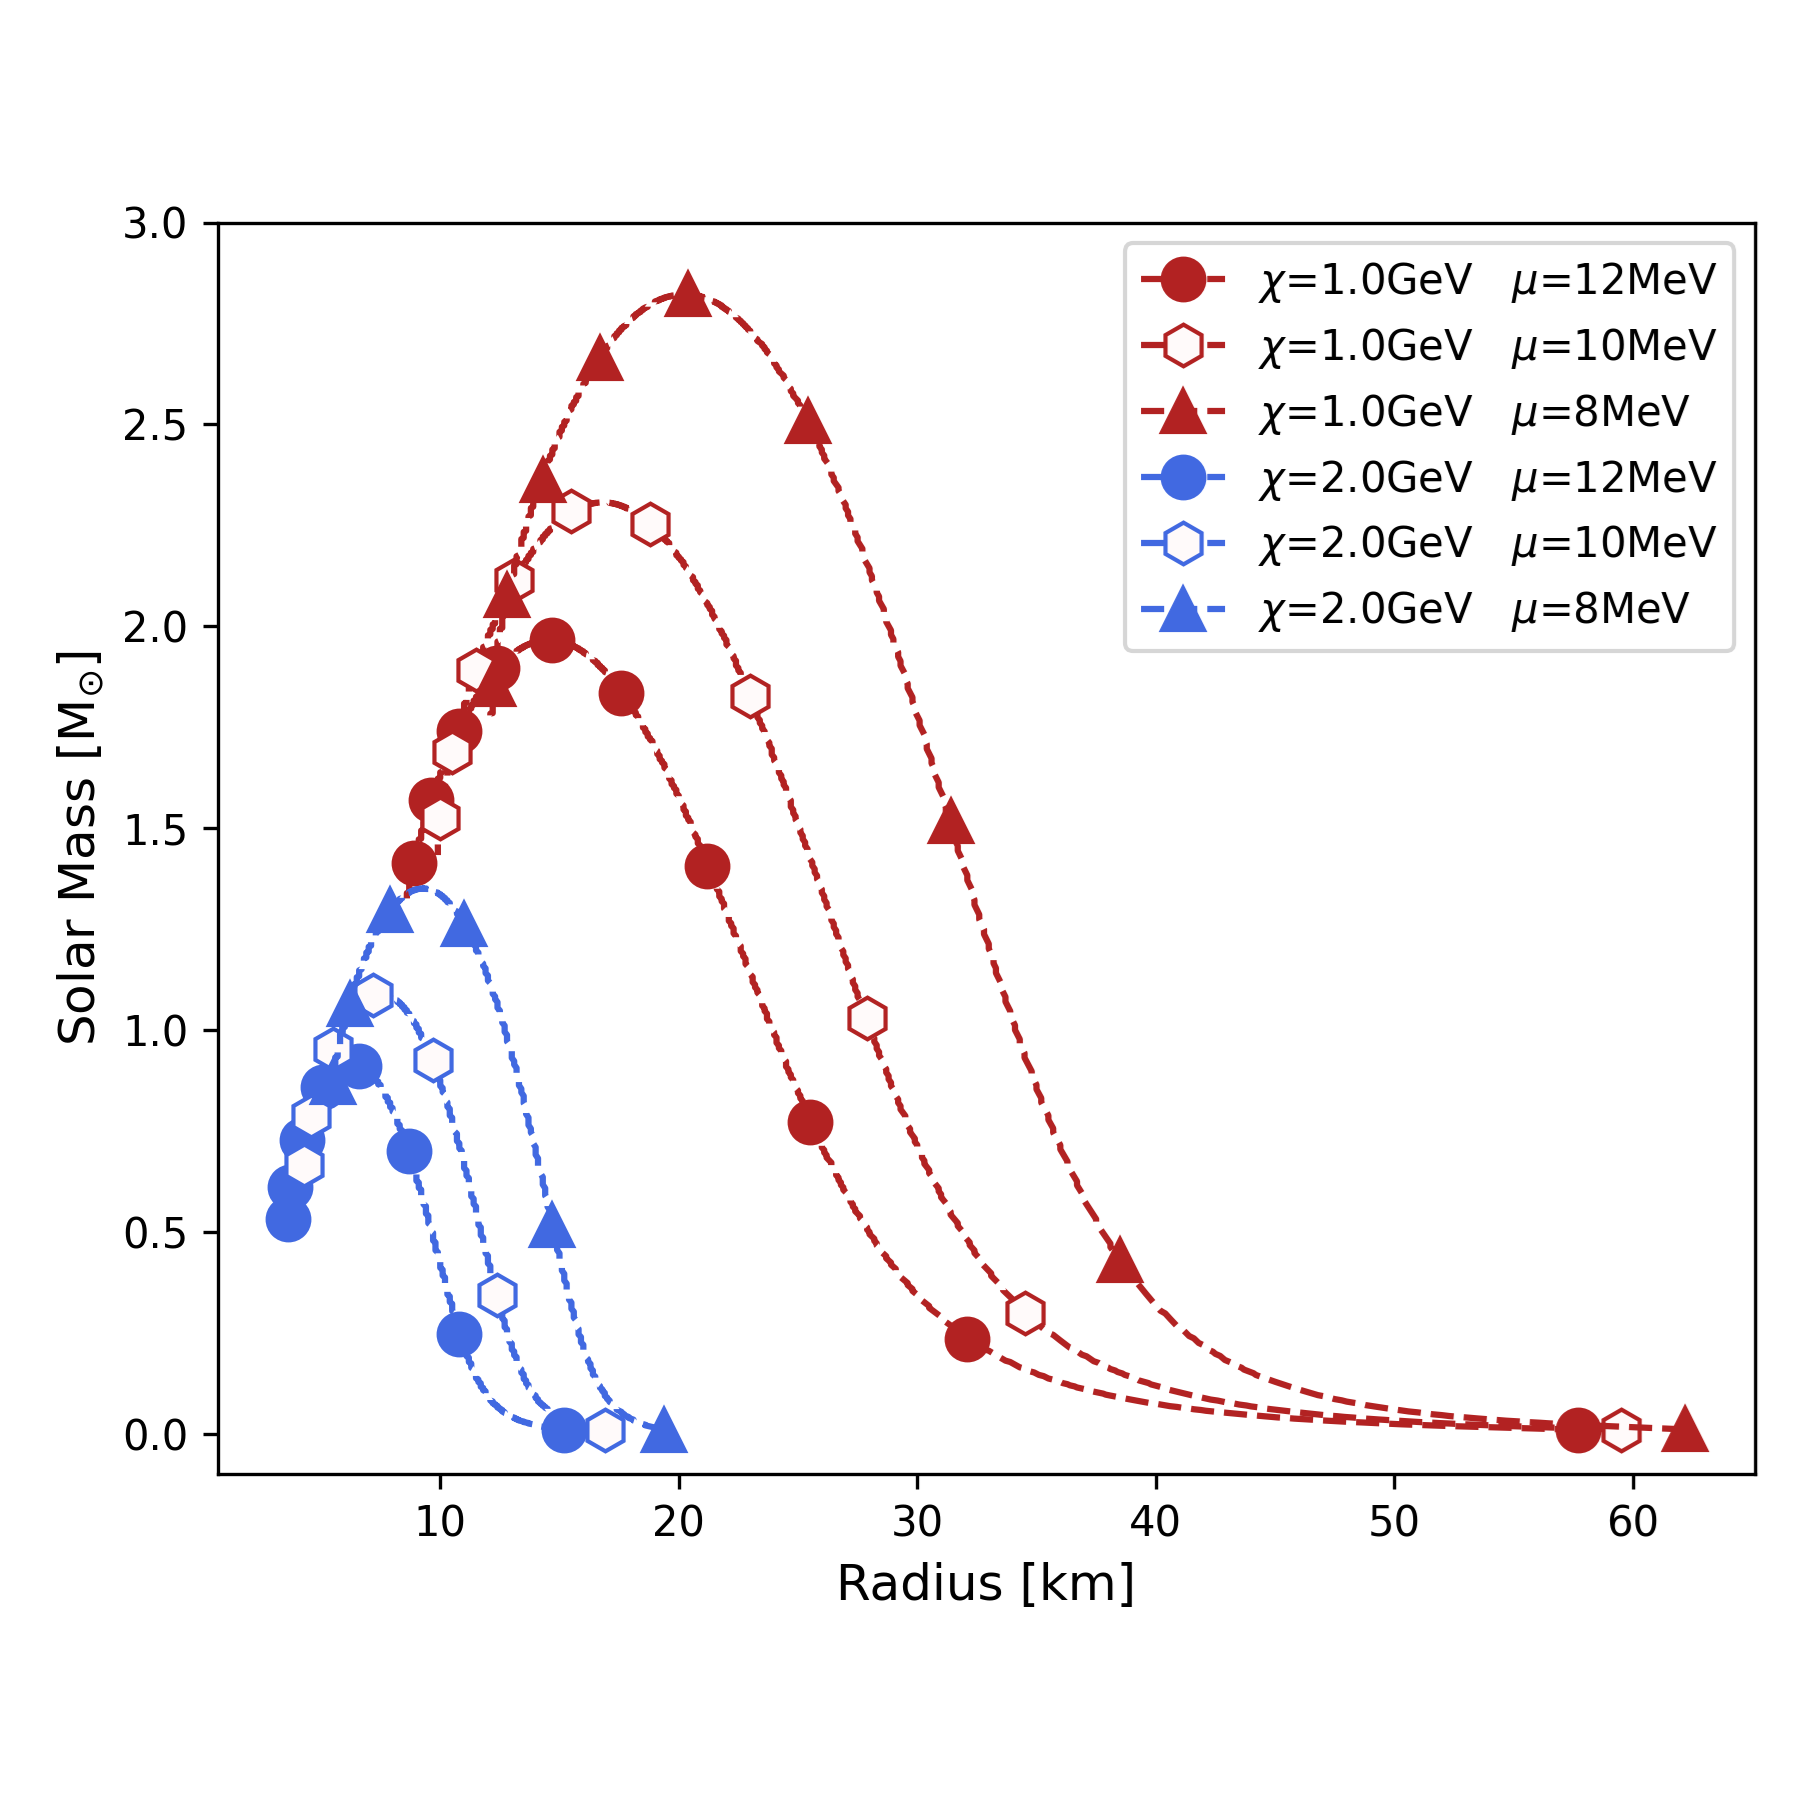 3.0
2.5
2.0
1.5
1.0
0.5
0.0
Solar Mass [M⊙]
χ=1.0GeV μ=12MeV
χ=1.0GeV μ=10MeV
χ=1.0GeV μ=8MeV
χ=2.0GeV μ=12MeV
χ=2.0GeV μ=10MeV
χ=2.0GeV μ=8MeV
10 20 30 40 50 60
Radius [km]